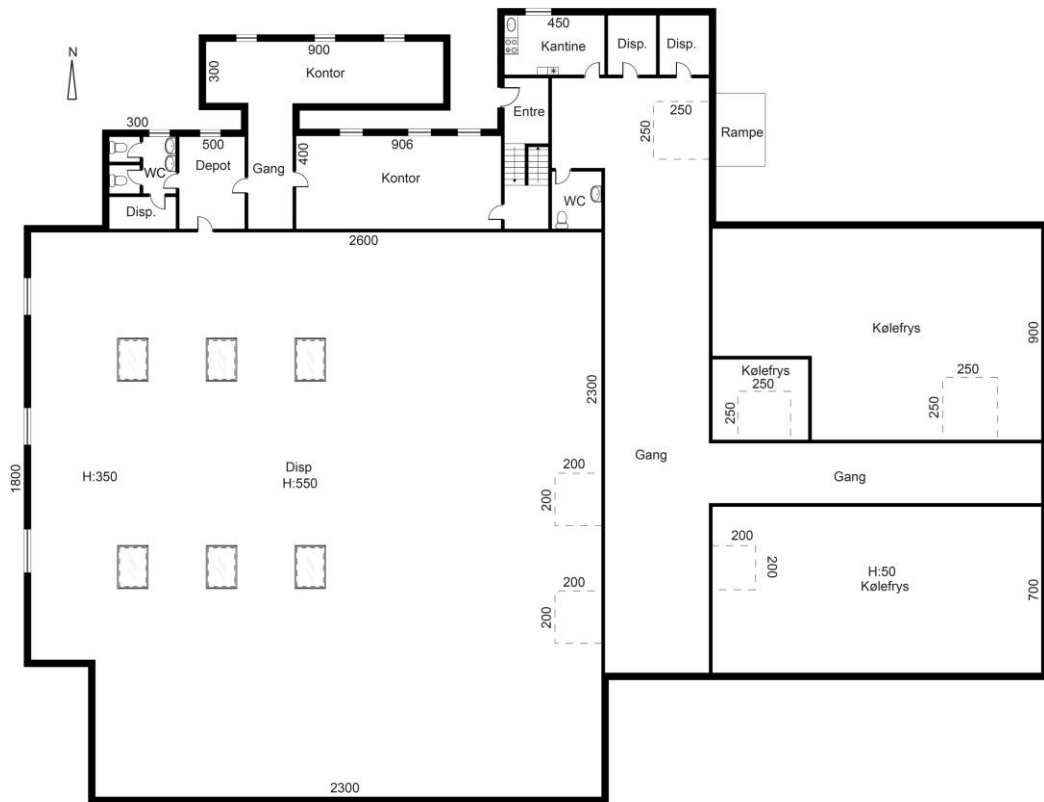 450
Kantine
Disp.
Disp.
N
900
Kontor
300
Entre
250
250
Rampe
300
500
400
906
WC
Depot
Gang
Kontor
Disp.
WC
2600
Kølefrys
900
2300
Kølefrys
250
250
250
250
1800
H:350
Disp
H:550
200
200
Gang
Gang
200
200
200
200
H:50
Kølefrys
700
2300